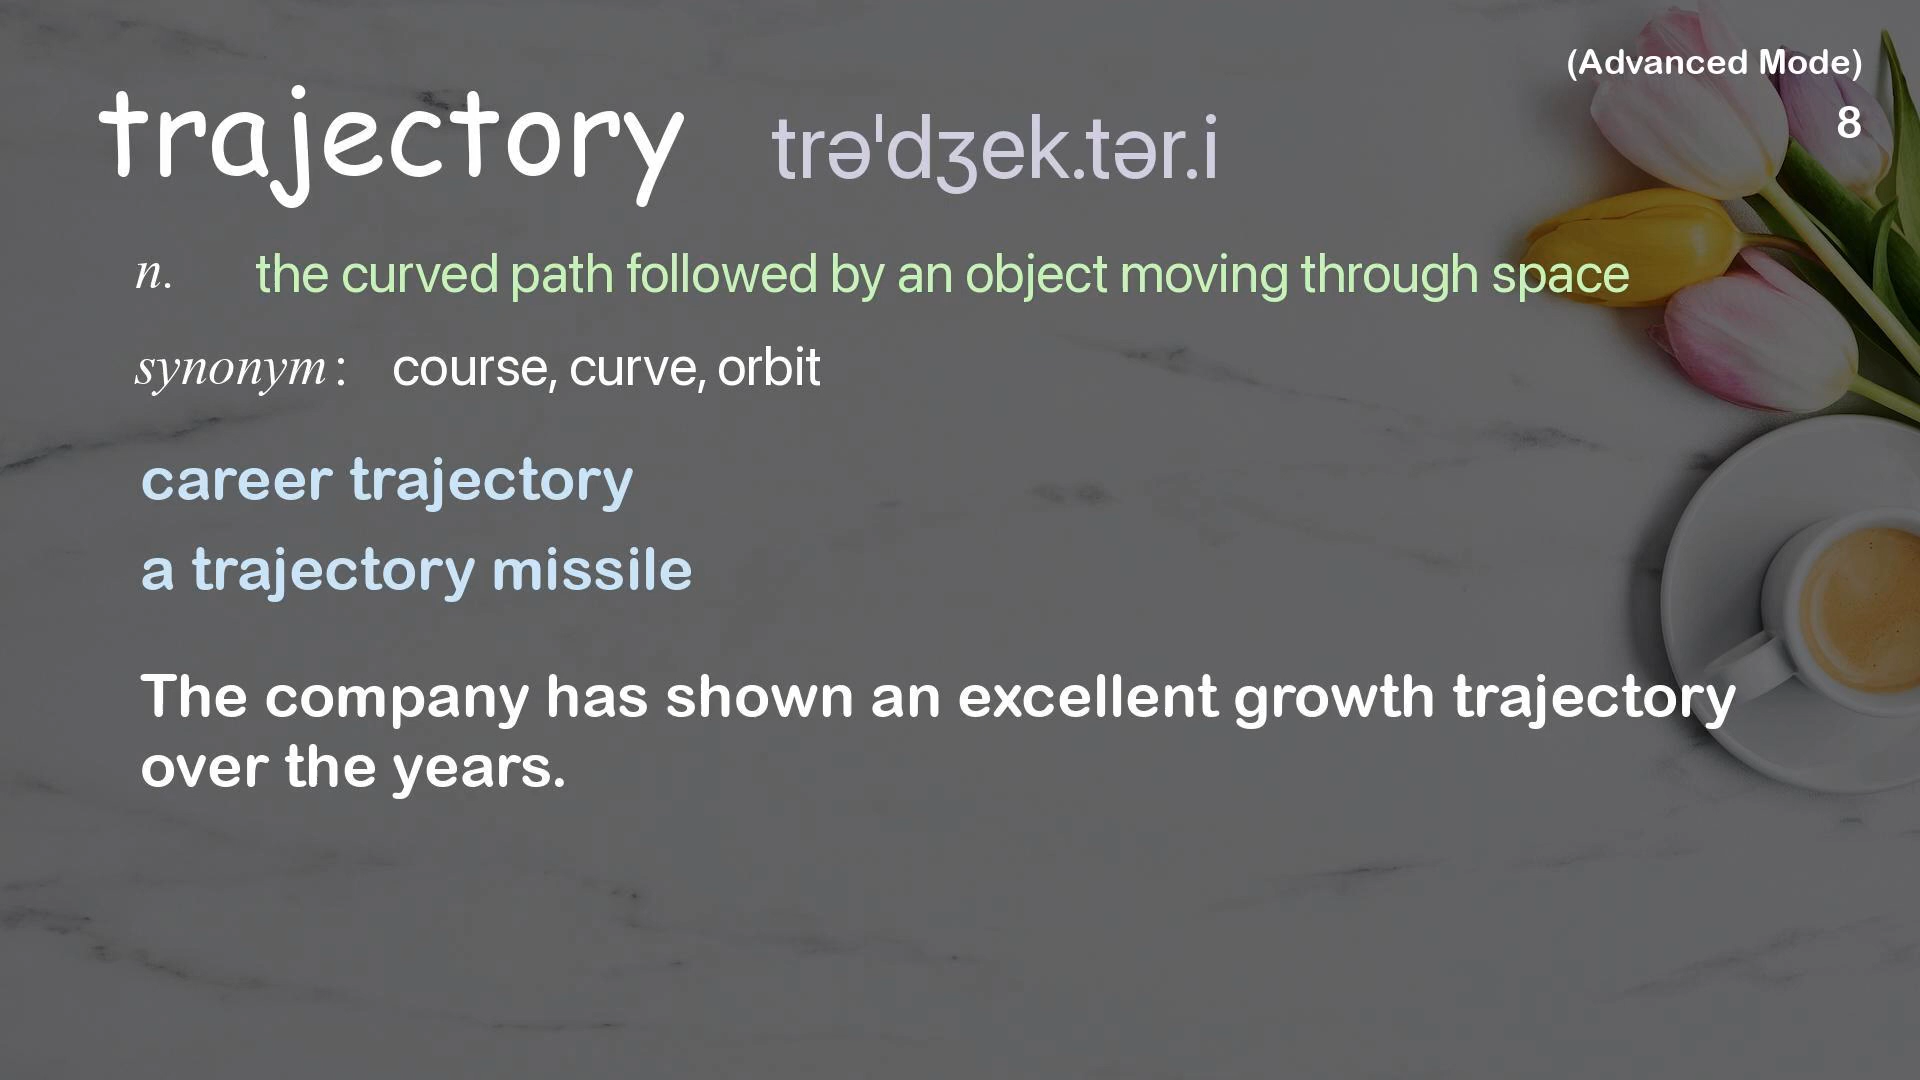 (Advanced Mode)
8
trajectory trəˈdʒek.tər.i
n. the curved path followed by an object moving through space
synonym: course, curve, orbit
career trajectory
a trajectory missile
The company has shown an excellent growth trajectory
over the years.